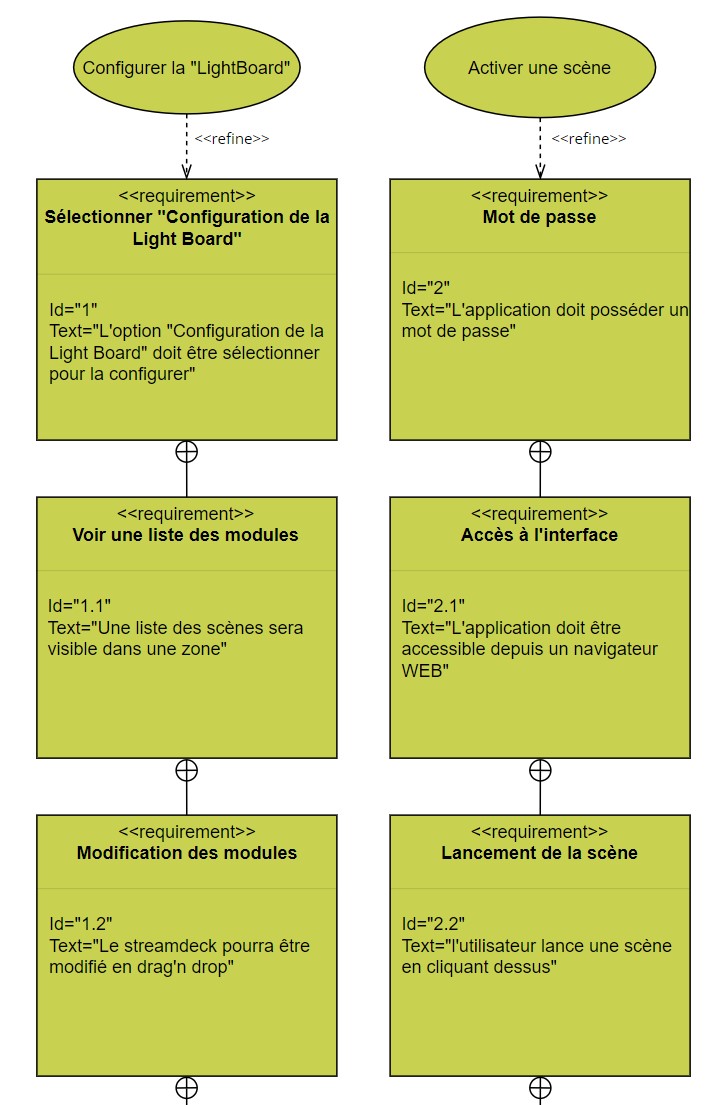 Configurer la "LightBoard"
<<refine>>
<<requirement>>
Sélectionner "Configuration de la
Light Board"
Id="1"
Text="L'option "Configuration de la
Light Board" doit être sélectionner
pour la configurer"
<<requirement>>
Voir une liste des modules
Id="1.1"
Text="Une liste des scènes sera
visible dans une zone"
<<requirement>>
Modification des modules
Id="1.2"
Text="Le streamdeck pourra être
modifié en drag'n drop"
Activer une scène
<<refine>>
<<requirement>>
Mot de passe
Id="2"
Text="L'application doit posséder un
mot de passe"
<<requirement>>
Accès à l'interface
Id="2.1"
Text="L'application doit être
accessible depuis un navigateur
WEB"
<<requirement>>
Lancement de la scène
Id="2.2"
Text="l'utilisateur lance une scène
en cliquant dessus"